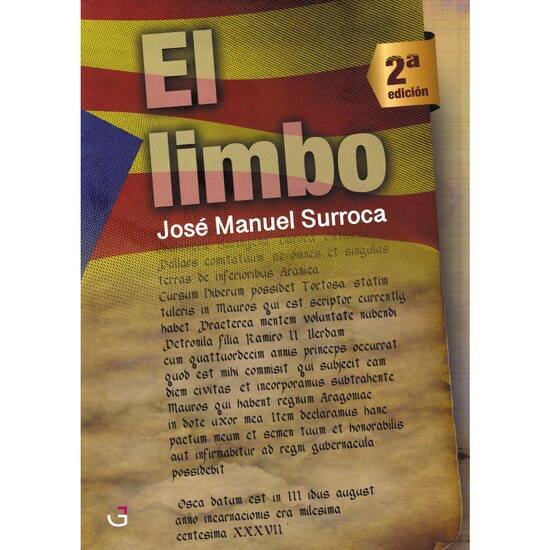 El
limbo
2ª
edición
José Manuel Surroca
Pallars comitatuum de omnes et singulas
terras de inferioribus Aramea
Cursum Hiberum possidet Tortosa statim
tuleris in Mauros qui est scriptor currently
habet Practerea mentem voluntate nubendi
Petronila filia Ramiro II Ilerdam
cum quattuordecim annis princeps occurrat
quod est mihi commisit qui subjecit eam
diem civitas et incorporamus subtrahente
Mauros qui habent regnum Aragoniae
in dote uxor mea Item declaramus hanc
pactum meum et semen tuum et honorabilis
aut infirmabitur ad regni gubernacula
possidebit
Osca datum est in III idus august
anno incarnacionis era milesima
centesima XXXVII